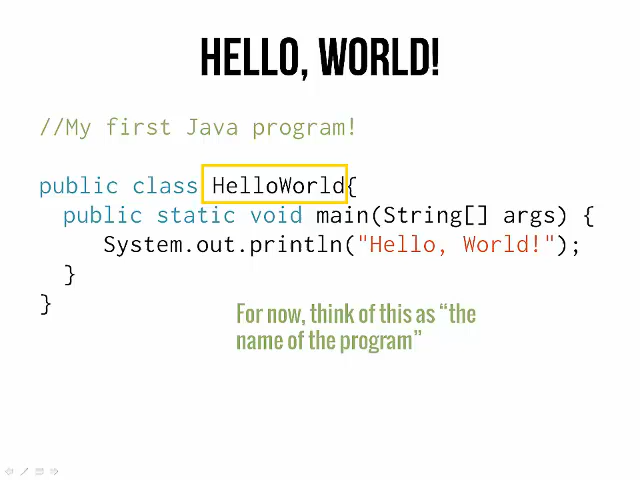 HELLO, WORLD!
//My first Java program!
public class HelloWorld{
public static void main(String[] args) {
System.out.println("Hello, World!");
}
}
For now, think of this as “the
name of the program”